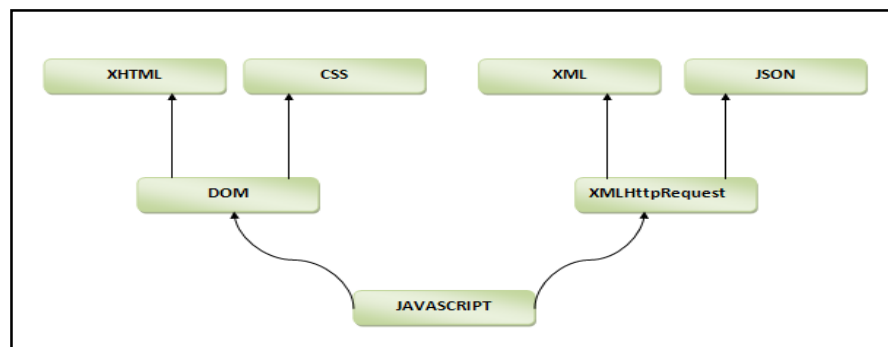 XHTML
CSS
XML
JSON
DOM
XMLHttpRequest
JAVASCRIPT